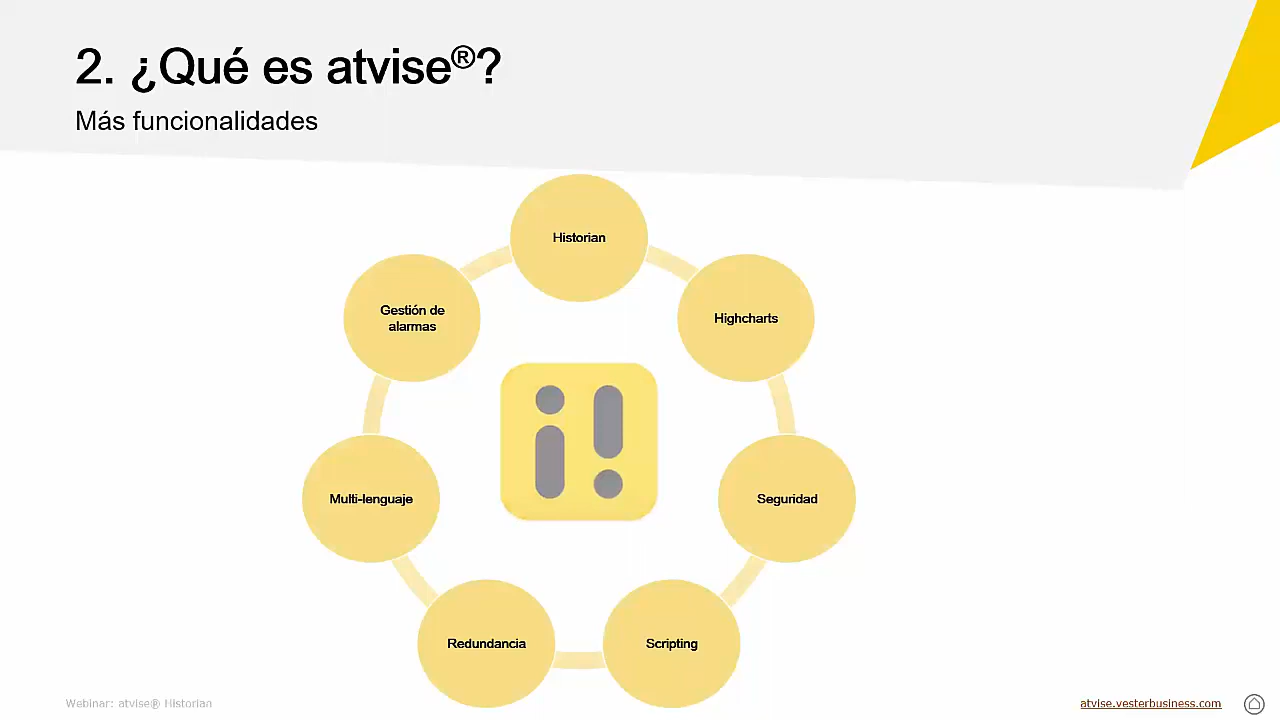 2. ¿Qué es atvise®?
Más funcionalidades
Historian
Gestión de
alarmas
Highcharts
Multi-lenguaje
Seguridad
Redundancia
Scripting
Webinar: atvise® Historian
atvise.vesterbusiness.com